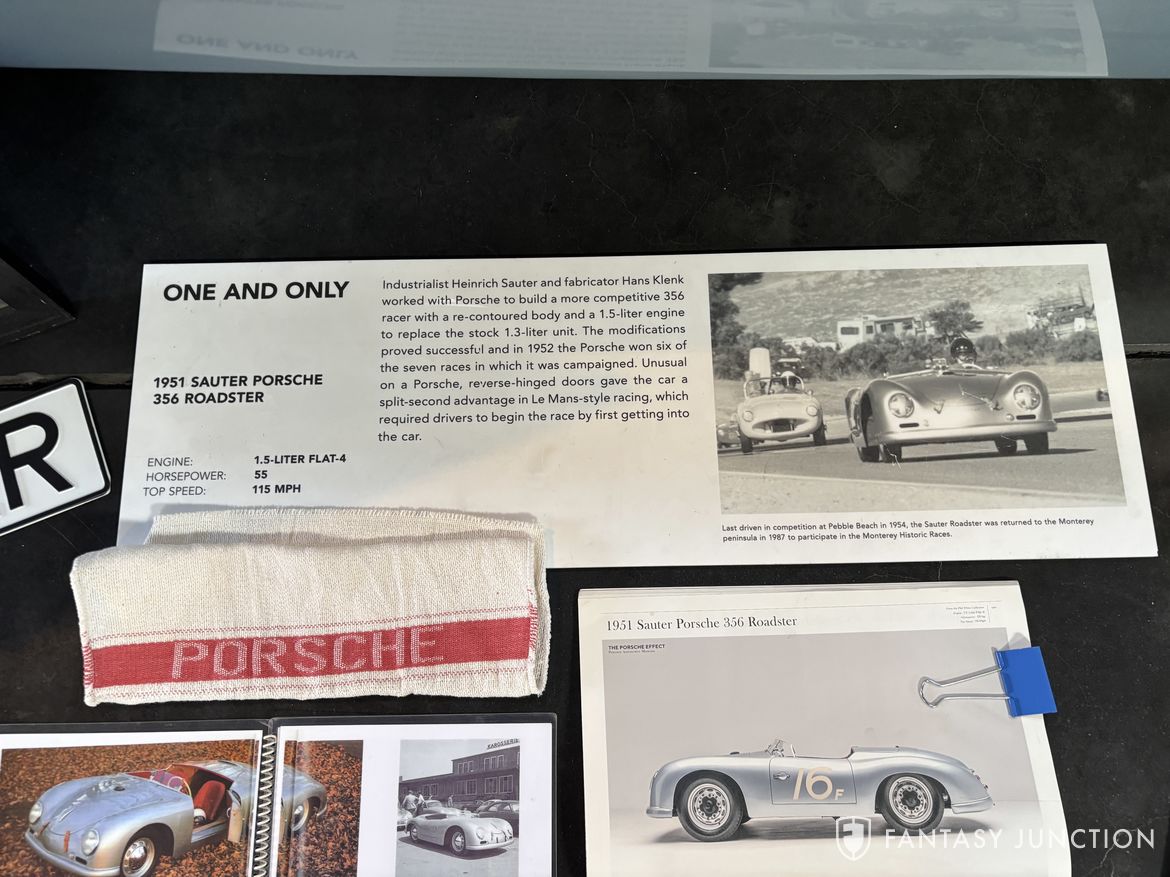 ONE AND ONLY
ONE AND ONLY
1951 SAUTER PORSCHE
356 ROADSTER
ENGINE: 1.5-LITER FLAT-4
HORSEPOWER: 55
TOP SPEED: 115 MPH
Industrialist Heinrich Sauter and fabricator Hans Klenk
worked with Porsche to build a more competitive 356
racer with a re-contoured body and a 1.5-liter engine
to replace the stock 1.3-liter unit. The modifications
proved successful and in 1952 the Porsche won six of
the seven races in which it was campaigned. Unusual
on a Porsche, reverse-hinged doors gave the car a
split-second advantage in Le Mans-style racing, which
required drivers to begin the race by first getting into
the car.
Last driven in competition at Pebble Beach in 1954, the Sauter Roadster was returned to the Monterey
peninsula in 1987 to participate in the Monterey Historic Races.
R
PORSCHE
1951 Sauter Porsche 356 Roadster
THE PORSCHE EFFECT
76F
KAROSSERIE
FANTASY JUNCTION